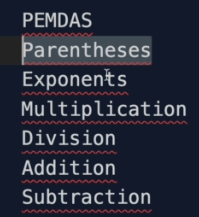 PEMDAS
Parentheses
Exponents
Multiplication
Division
Addition
Subtraction